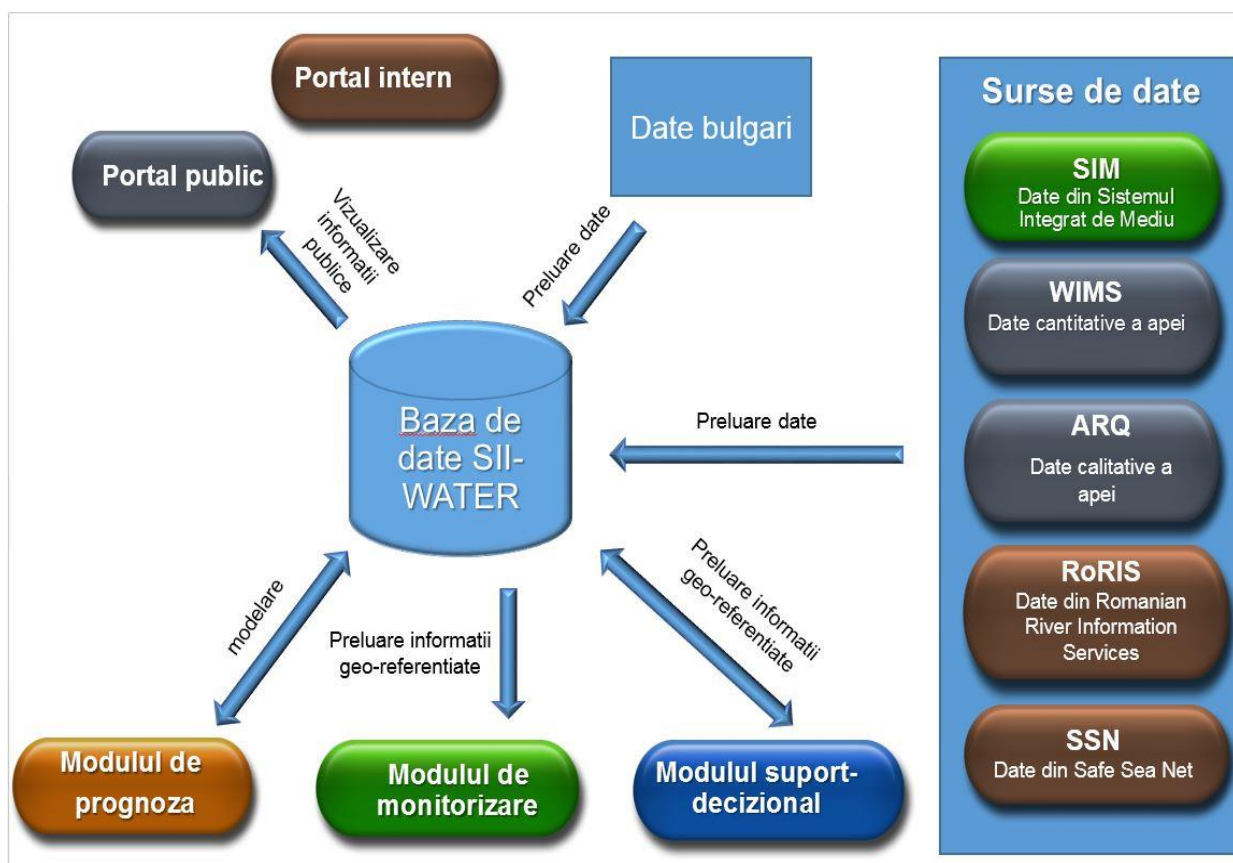 Portal intern
Portal public
Date bulgari
Vizualizare
informatii
publice
Preluare date
Baza de
date SII-
WATER
Preluare date
modelare
Preluare informatii
geo-referentiate
Preluare informatii
geo-referentiate
Modulul de
prognoza
Modulul de
monitorizare
Modulul suport-
decizional
Surse de date
SIM
Date din Sistemul
Integrat de Mediu
WIMS
Date cantitative a apei
ARQ
Date calitative a
apei
RoRIS
Date din Romanian
River Information
Services
SSN
Date din Safe Sea Net